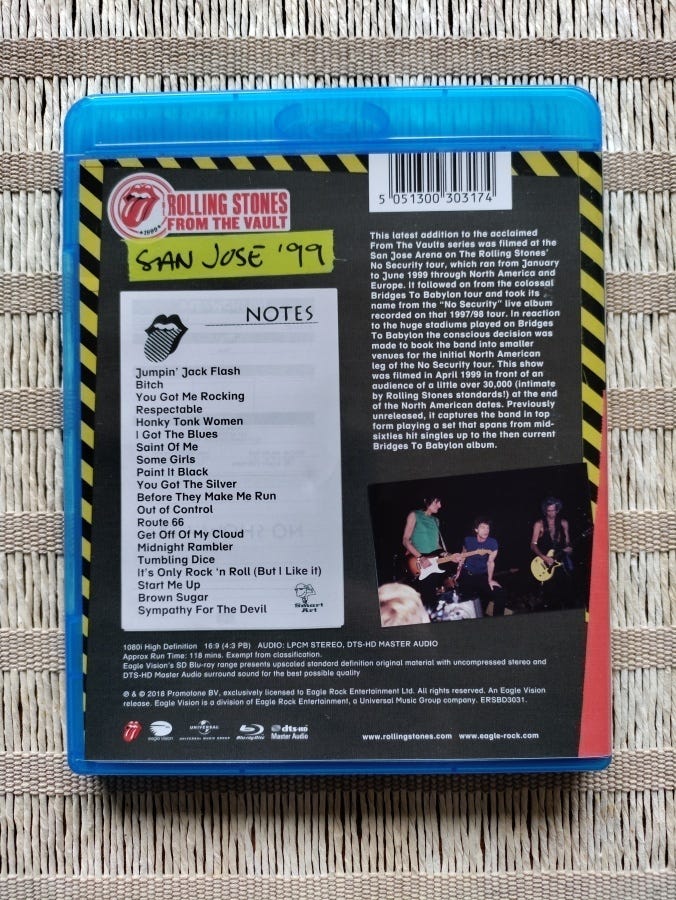 5 051300 303174
ROLLING STONES
FROM THE VAULT
1999
SAN JOSE '99
NOTES
Jumpin' Jack Flash
Bitch
You Got Me Rocking
Respectable
Honky Tonk Women
I Got The Blues
Saint Of Me
Some Girls
Paint It Black
You Got The Silver
Before They Make Me Run
Out of Control
Route 66
Get Off Of My Cloud
Midnight Rambler
Tumbling Dice
It's Only Rock 'n Roll (But I Like it)
Start Me Up
Brown Sugar
Sympathy For The Devil
Smart
Art
This latest addition to the acclaimed
From The Vaults series was filmed at the
San Jose Arena on The Rolling Stones'
No Security tour, which ran from January
to June 1999 through North America and
Europe. It followed on from the colossal
Bridges To Babylon tour and took its
name from the "No Security" live album
recorded on that 1997/98 tour. In reaction
to the huge stadiums played on Bridges
To Babylon the conscious decision was
made to book the band into smaller
venues for the initial North American
leg of the No Security tour. This show
was filmed in April 1999 in front of an
audience of a little over 30,000 (intimate
by Rolling Stones standards!) at the end
of the North American dates. Previously
unreleased, it captures the band in top
form playing a set that spans from mid-
sixties hit singles up to the then current
Bridges To Babylon album.
1080i High Definition 16:9 (4:3 PB) AUDIO: LPCM STEREO, DTS-HD MASTER AUDIO
Approx Run Time: 118 mins. Exempt from classification.
Eagle Vision's SD Blu-ray range presents upscaled standard definition original material with uncompressed stereo and
DTS-HD Master Audio surround sound for the best possible quality
℗ & © 2018 Promotone BV, exclusively licensed to Eagle Rock Entertainment Ltd. All rights reserved. An Eagle Vision
release. Eagle Vision is a division of Eagle Rock Entertainment, a Universal Music Group company. ERSBD3031.
eagle vision
UNIVERSAL
UNIVERSAL MUSIC GROUP
Blu-ray Disc
dts-HD
Master Audio
www.rollingstones.com www.eagle-rock.com